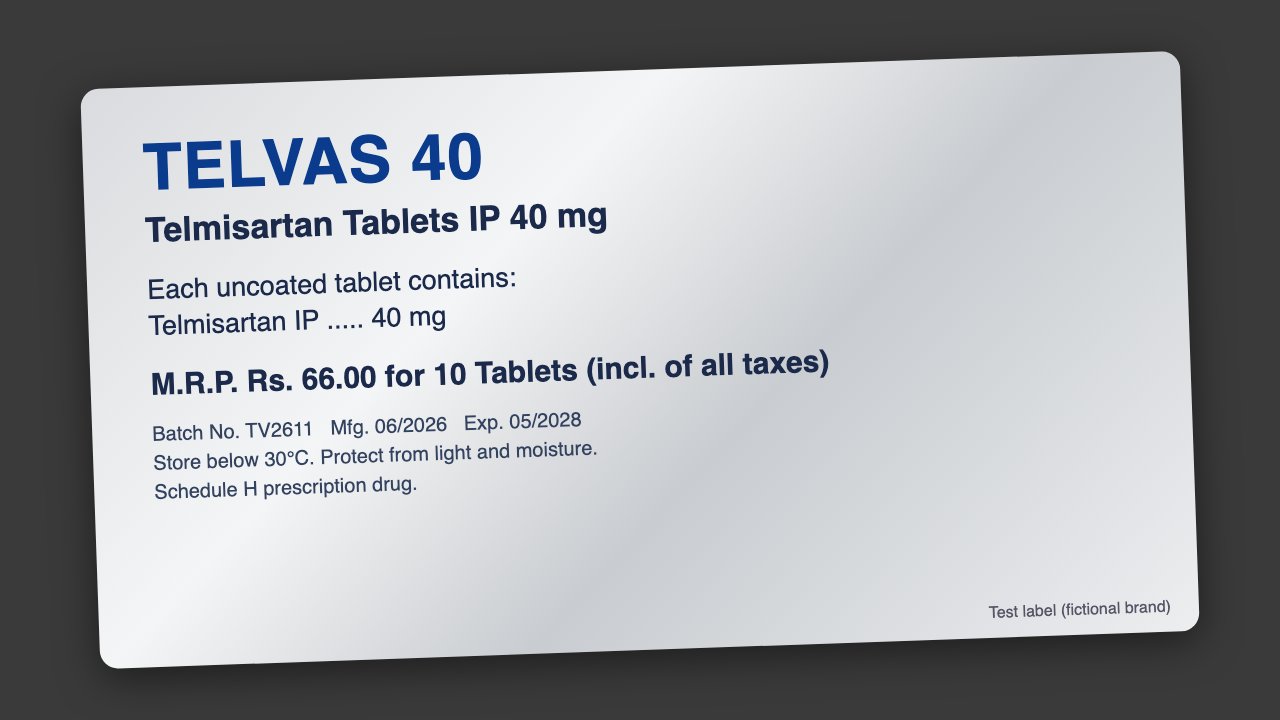 TELVAS 40
Telmisartan Tablets IP 40 mg
Each uncoated tablet contains:
Telmisartan IP ..... 40 mg
M.R.P. Rs. 66.00 for 10 Tablets (incl. of all taxes)
Batch No. TV2611   Mfg. 06/2026   Exp. 05/2028
Store below 30°C. Protect from light and moisture.
Schedule H prescription drug.
Test label (fictional brand)